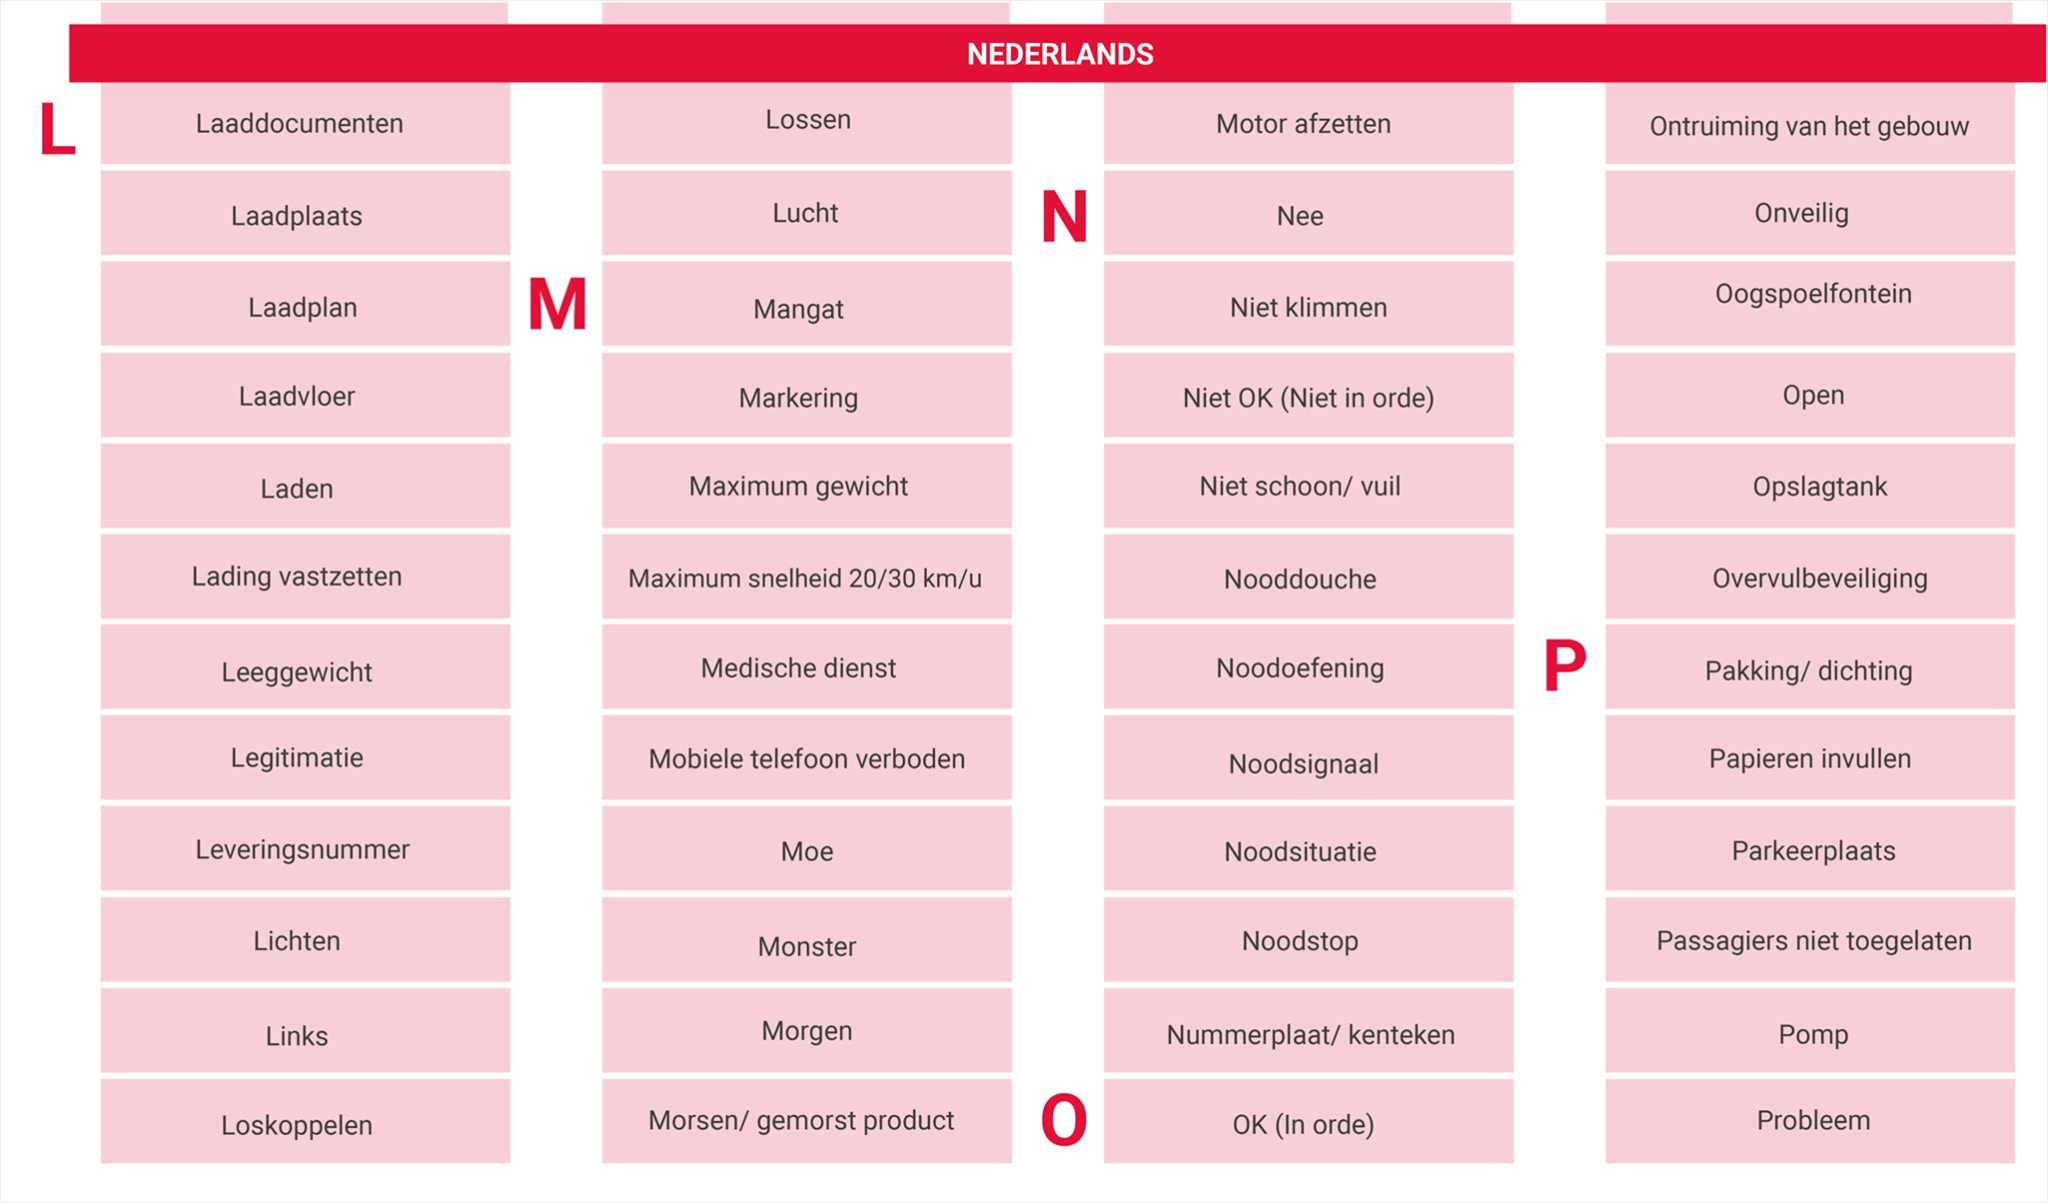 NEDERLANDS
L
Laaddocumenten
Laadplaats
Laadplan
Laadvloer
Laden
Lading vastzetten
Leeggewicht
Legitimatie
Leveringsnummer
Lichten
Links
Loskoppelen
Lossen
Lucht
M
Mangat
Markering
Maximum gewicht
Maximum snelheid 20/30 km/u
Medische dienst
Mobiele telefoon verboden
Moe
Monster
Morgen
Morsen/ gemorst product
Motor afzetten
N
Nee
Niet klimmen
Niet OK (Niet in orde)
Niet schoon/ vuil
Nooddouche
Noodoefening
Noodsignaal
Noodsituatie
Noodstop
Nummerplaat/ kenteken
O
OK (In orde)
Ontruiming van het gebouw
Onveilig
Oogspoelfontein
Open
Opslagtank
Overvulbeveiliging
P
Pakking/ dichting
Papieren invullen
Parkeerplaats
Passagiers niet toegelaten
Pomp
Probleem